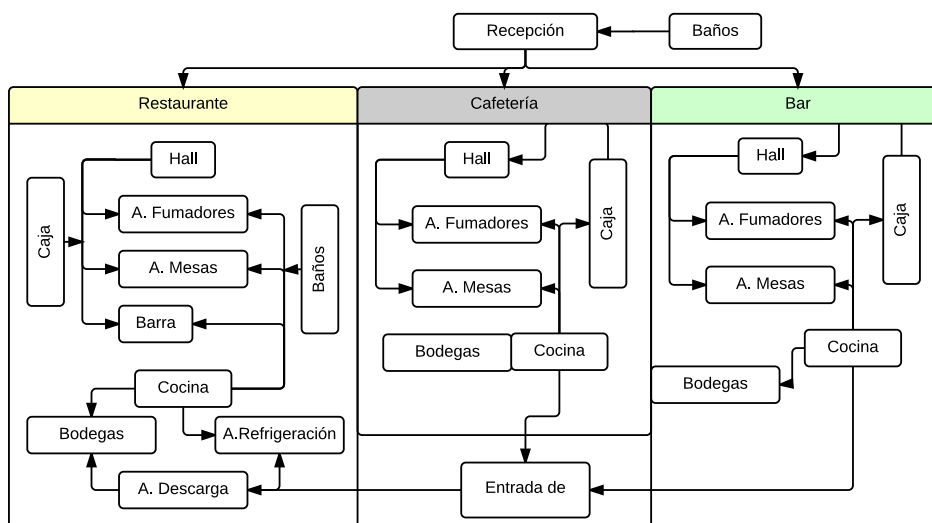 Recepción
Baños
Restaurante
Cafetería
Bar
Hall
Caja
A. Fumadores
A. Mesas
Barra
Baños
Cocina
Bodegas
A.Refrigeración
A. Descarga
Hall
Caja
A. Fumadores
A. Mesas
Bodegas
Cocina
Entrada de
Hall
Caja
A. Fumadores
A. Mesas
Cocina
Bodegas